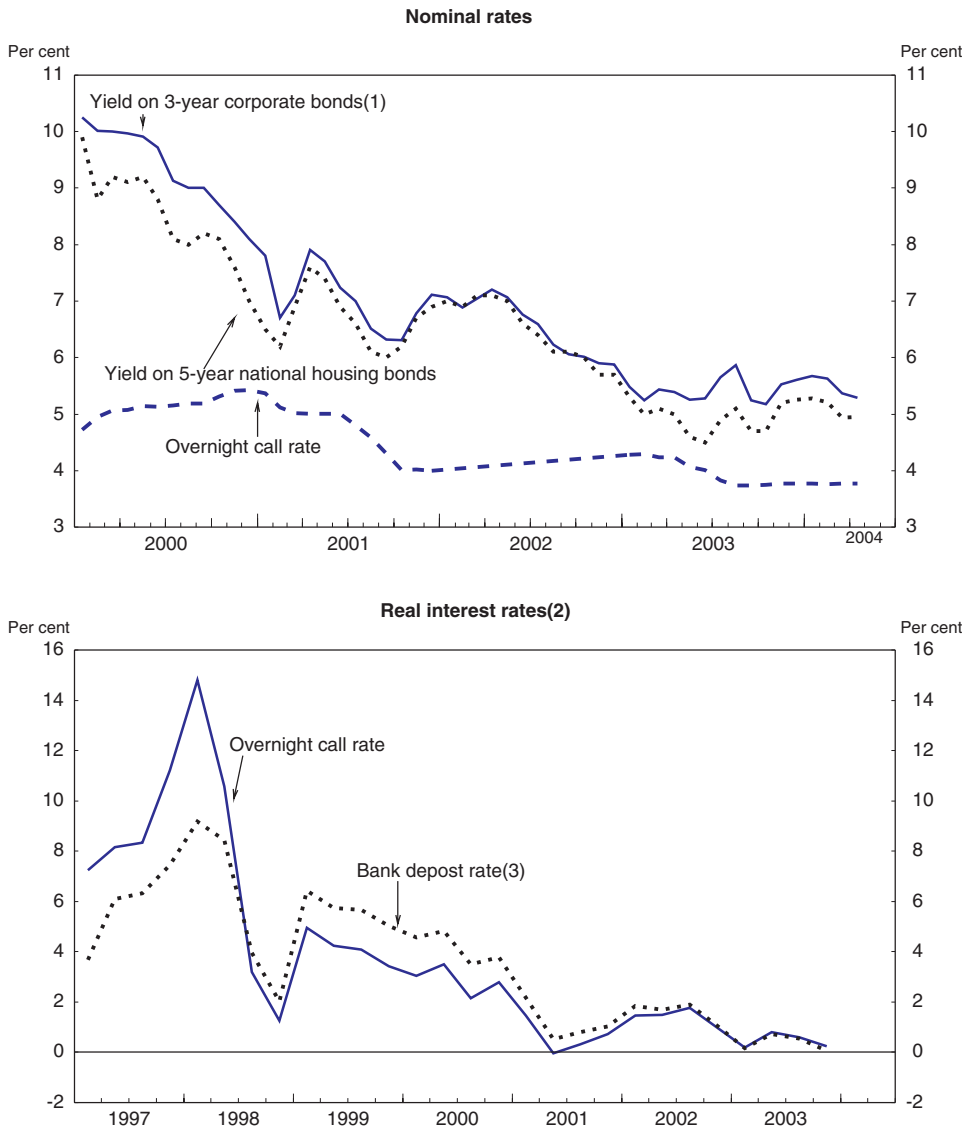 Nominal rates
Per cent Per cent
11 11
Yield on 3-year corporate bonds(1)
10 10
9 9
8 8
7 7
6 6
Yield on 5-year national housing bonds
5 5
Overnight call rate
4 4
3 3
2000 2001 2002 2003 2004
Real interest rates(2)
Per cent Per cent
16 16
14 14
12 12
Overnight call rate
10 10
8 8
Bank depost rate(3)
6 6
4 4
2 2
0 0
-2 -2
1997 1998 1999 2000 2001 2002 2003